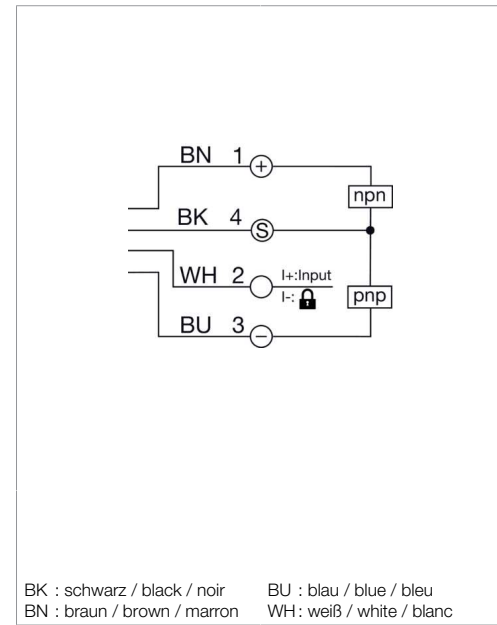 BN 1 +
npn
BK 4 S
WH 2 I+:Input
I-:
pnp
BU 3 −
BK : schwarz / black / noir BU : blau / blue / bleu
BN : braun / brown / marron WH : weiß / white / blanc